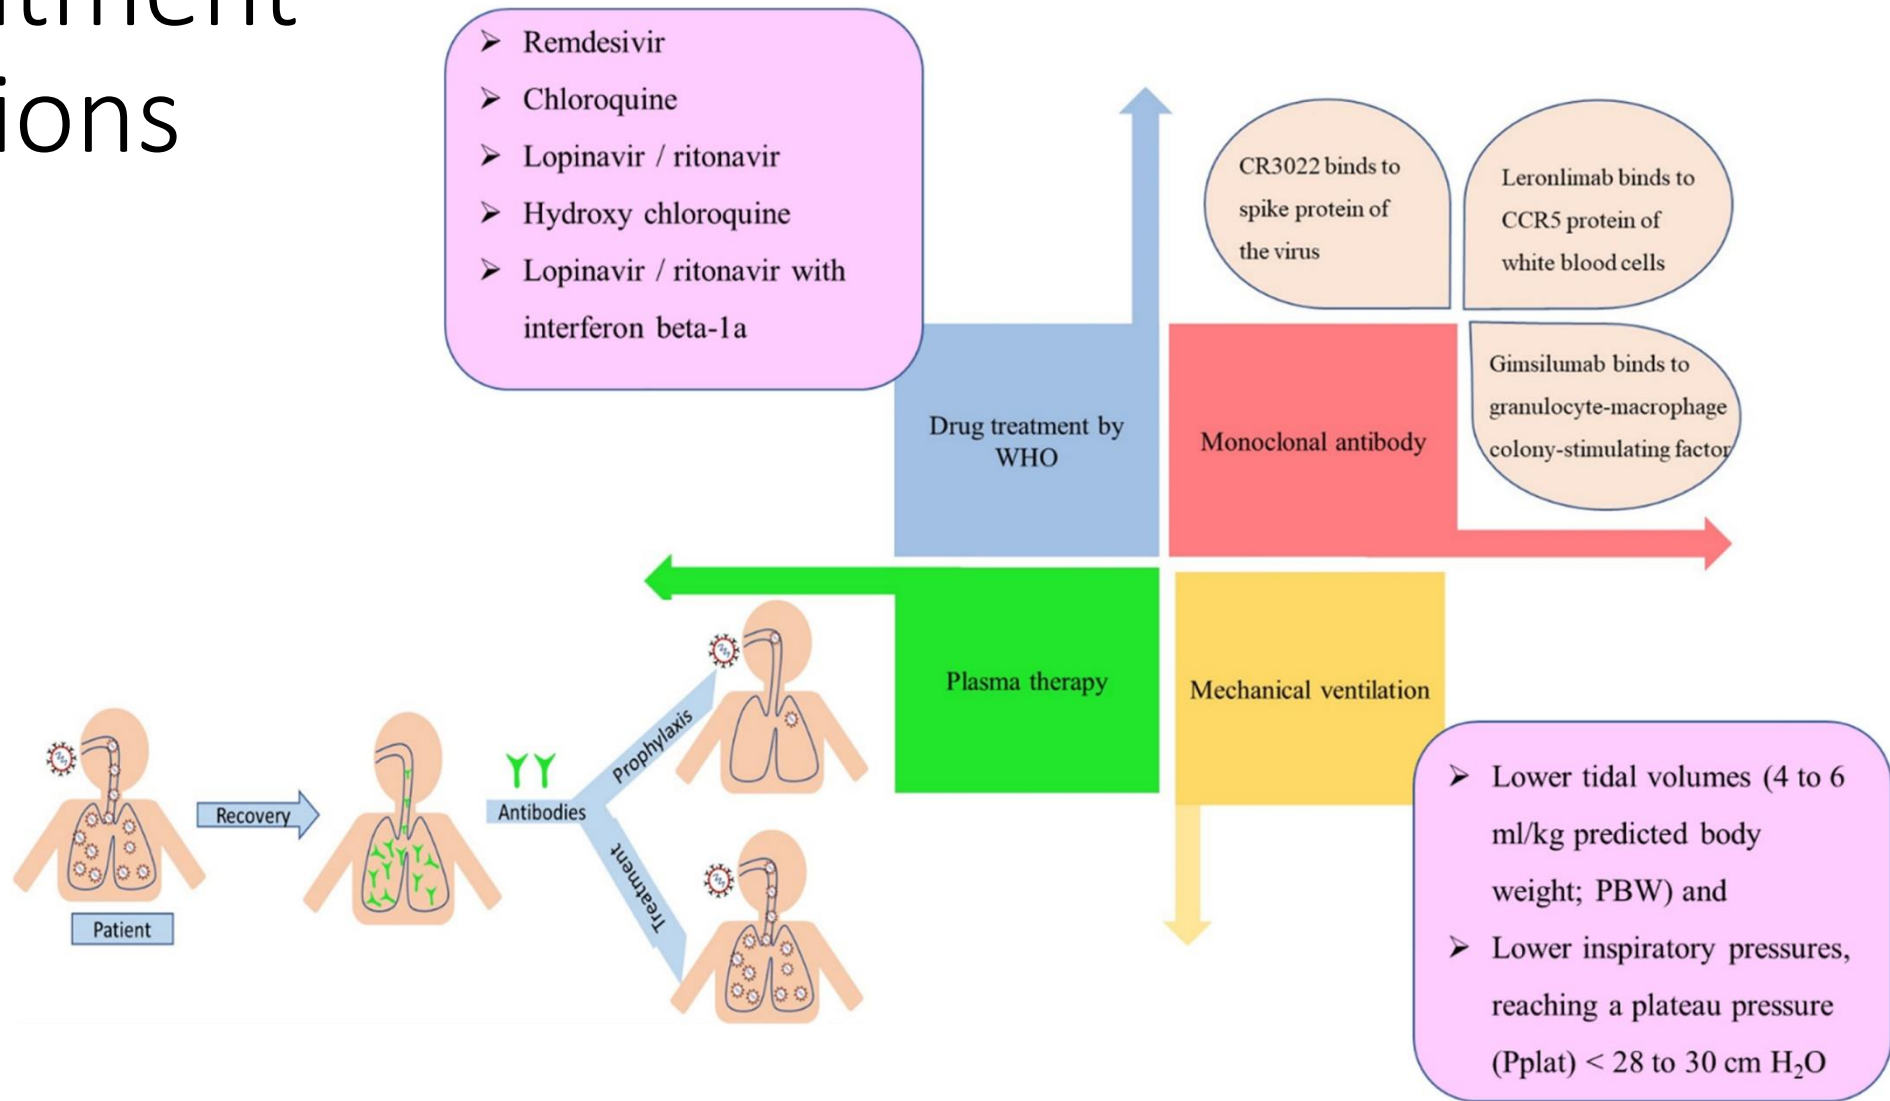 tment
ions
➢ Remdesivir
➢ Chloroquine
➢ Lopinavir / ritonavir
➢ Hydroxy chloroquine
➢ Lopinavir / ritonavir with
interferon beta-1a
CR3022 binds to
spike protein of
the virus
Leronlimab binds to
CCR5 protein of
white blood cells
Gimsilumab binds to
granulocyte-macrophage
colony-stimulating factor
Drug treatment by
WHO
Monoclonal antibody
Plasma therapy
Mechanical ventilation
Patient
Recovery
Antibodies
Prophylaxis
Treatment
➢ Lower tidal volumes (4 to 6
ml/kg predicted body
weight; PBW) and
➢ Lower inspiratory pressures,
reaching a plateau pressure
(Pplat) < 28 to 30 cm H₂O